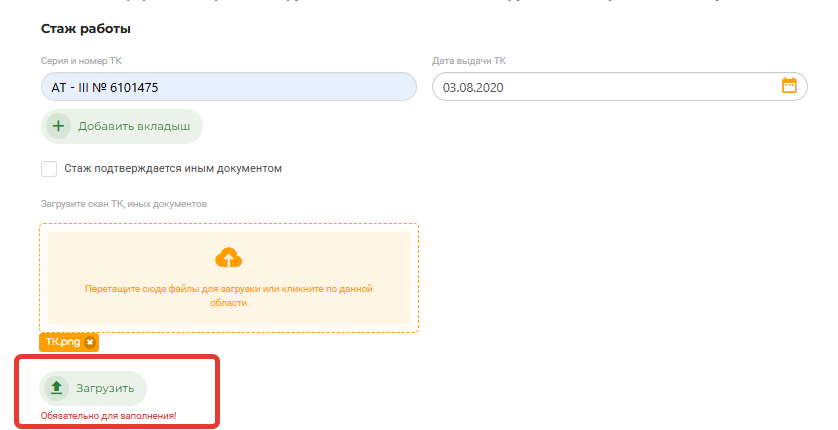 Стаж работы
Серия и номер ТК
Дата выдачи ТК
АТ - III № 6101475
03.08.2020
Добавить вкладыш
Стаж подтверждается иным документом
Загрузите скан ТК, иных документов
Перетащите сюда файлы для загрузки или кликните по данной
области
ТК.png
Загрузить
Обязательно для заполнения!